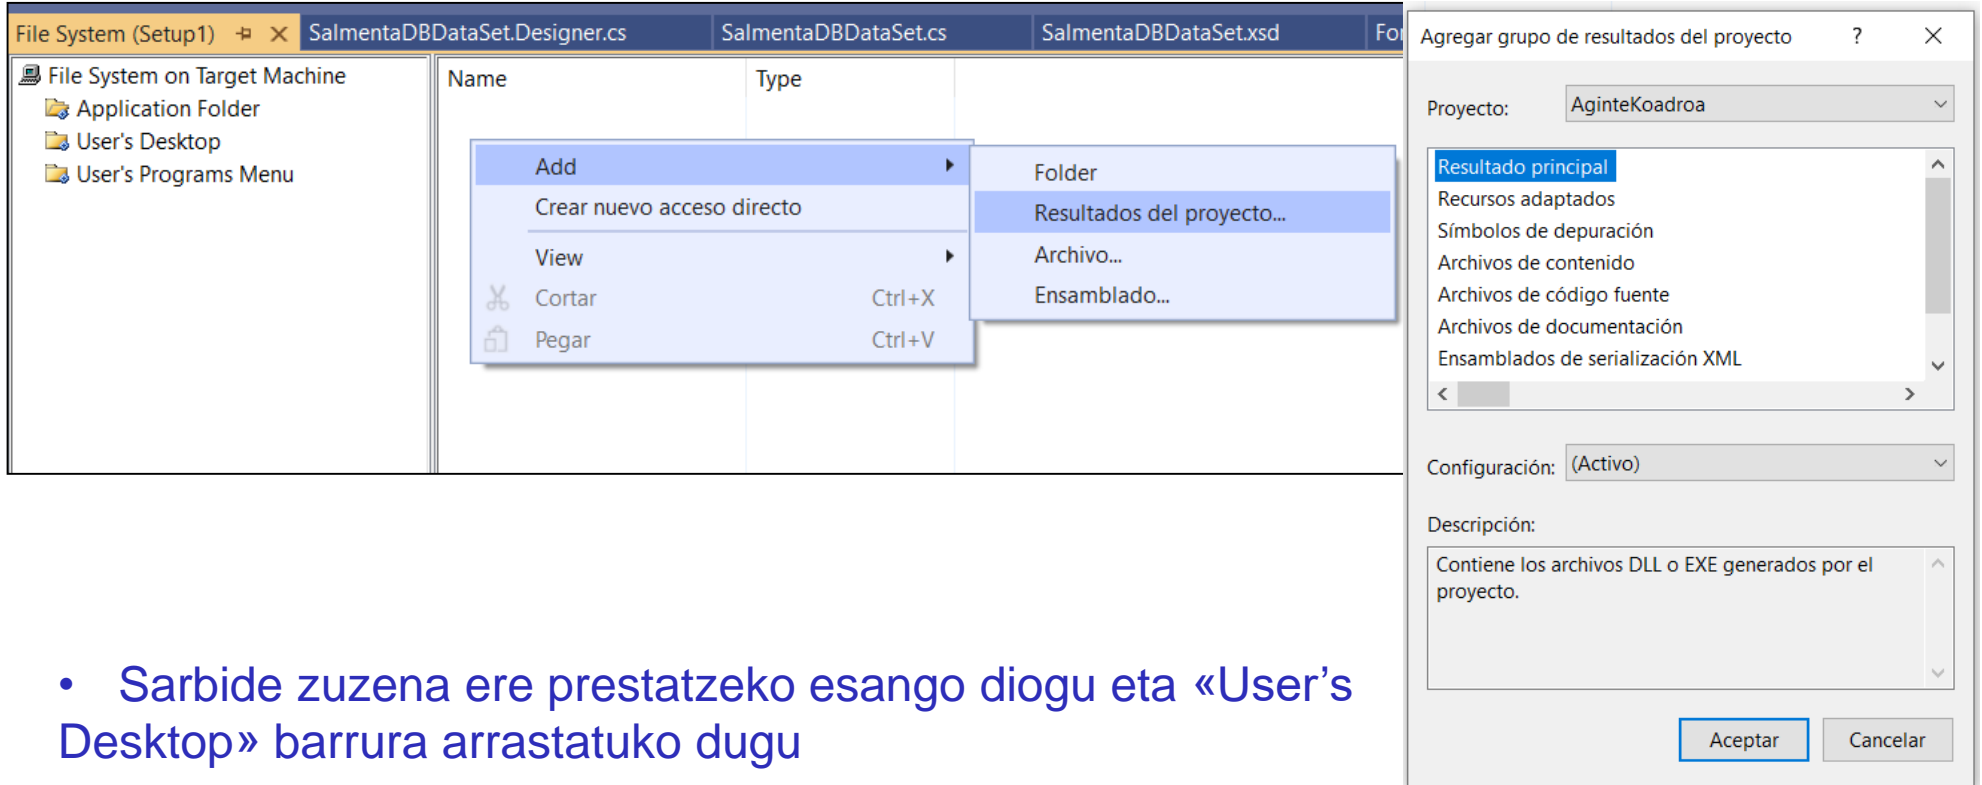 File System (Setup1)
SalmentaDBDataSet.Designer.cs
SalmentaDBDataSet.cs
SalmentaDBDataSet.xsd
For
File System on Target Machine
Application Folder
User's Desktop
User's Programs Menu
Name
Type
Add
Crear nuevo acceso directo
View
Cortar Ctrl+X
Pegar Ctrl+V
Folder
Resultados del proyecto...
Archivo...
Ensamblado...
Agregar grupo de resultados del proyecto ?
Proyecto: AginteKoadroa
Resultado principal
Recursos adaptados
Símbolos de depuración
Archivos de contenido
Archivos de código fuente
Archivos de documentación
Ensamblados de serialización XML
Configuración: (Activo)
Descripción:
Contiene los archivos DLL o EXE generados por el
proyecto.
Aceptar Cancelar
• Sarbide zuzena ere prestatzeko esango diogu eta «User’s
Desktop» barrura arrastatuko dugu